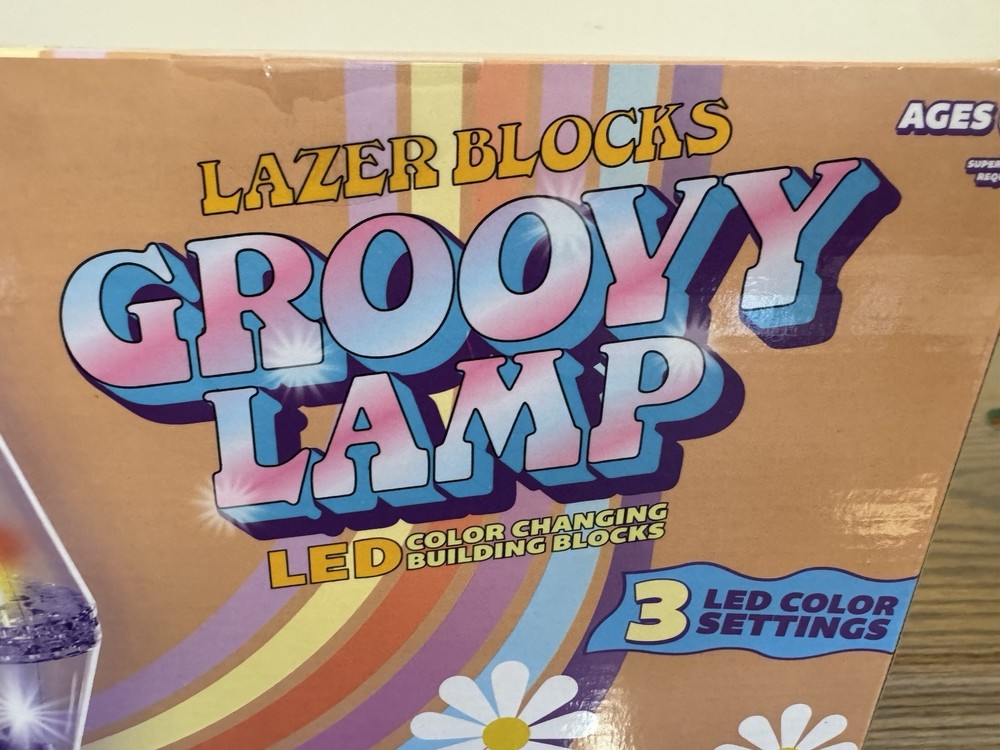 LAZER BLOCKS
GROOVY
LAMP
LED COLOR CHANGING
BUILDING BLOCKS
3 LED COLOR
SETTINGS
AGES